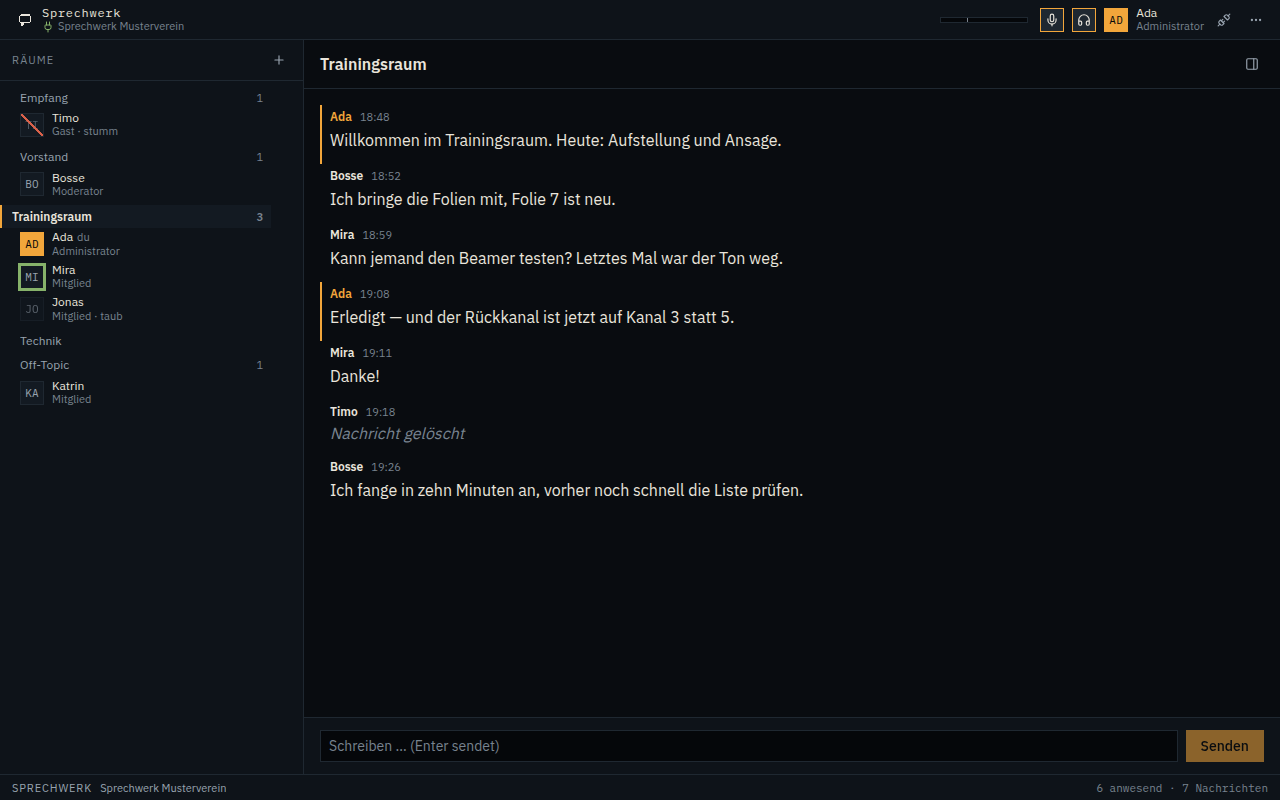 Sprechwerk
Sprechwerk Musterverein
AD
Ada
Administrator
RÄUME
Empfang 1
Timo
Gast · stumm
Vorstand 1
BO
Bosse
Moderator
Trainingsraum 3
AD
Ada du
Administrator
MI
Mira
Mitglied
JO
Jonas
Mitglied · taub
Technik
Off-Topic 1
KA
Katrin
Mitglied
Trainingsraum
Ada 18:48
Willkommen im Trainingsraum. Heute: Aufstellung und Ansage.
Bosse 18:52
Ich bringe die Folien mit, Folie 7 ist neu.
Mira 18:59
Kann jemand den Beamer testen? Letztes Mal war der Ton weg.
Ada 19:08
Erledigt — und der Rückkanal ist jetzt auf Kanal 3 statt 5.
Mira 19:11
Danke!
Timo 19:18
Nachricht gelöscht
Bosse 19:26
Ich fange in zehn Minuten an, vorher noch schnell die Liste prüfen.
Schreiben … (Enter sendet)
Senden
SPRECHWERK Sprechwerk Musterverein
6 anwesend · 7 Nachrichten